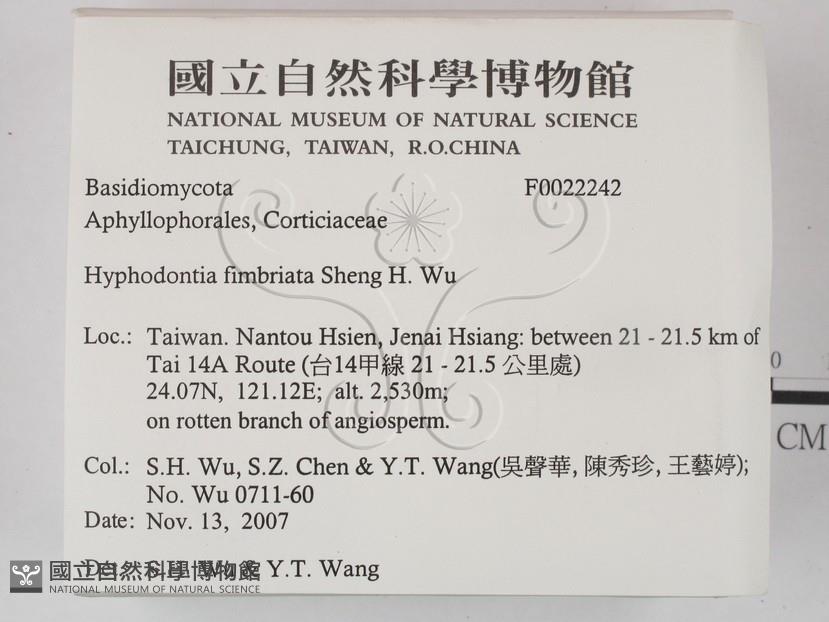 國立自然科學博物館
NATIONAL MUSEUM OF NATURAL SCIENCE
TAICHUNG, TAIWAN, R.O.CHINA
Basidiomycota F0022242
Aphyllophorales, Corticiaceae
Hyphodontia fimbriata Sheng H. Wu
Loc.: Taiwan. Nantou Hsien, Jenai Hsiang: between 21 - 21.5 km of
Tai 14A Route (台14甲線 21 - 21.5 公里處)
24.07N, 121.12E; alt. 2,530m;
on rotten branch of angiosperm.
0
CM
Col.: S.H. Wu, S.Z. Chen & Y.T. Wang(吳聲華, 陳秀珍, 王藝婷);
No. Wu 0711-60
Date: Nov. 13, 2007
Det.: S.H. Wu & Y.T. Wang
國立自然科學博物館
NATIONAL MUSEUM OF NATURAL SCIENCE